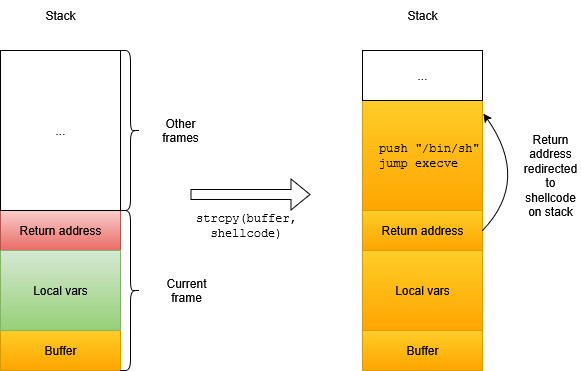 Stack
Stack
...
...
Other
frames
push "/bin/sh"
jump execve
Return
address
redirected
to
shellcode
on stack
strcpy(buffer,
shellcode)
Return address
Return address
Current
frame
Local vars
Local vars
Buffer
Buffer